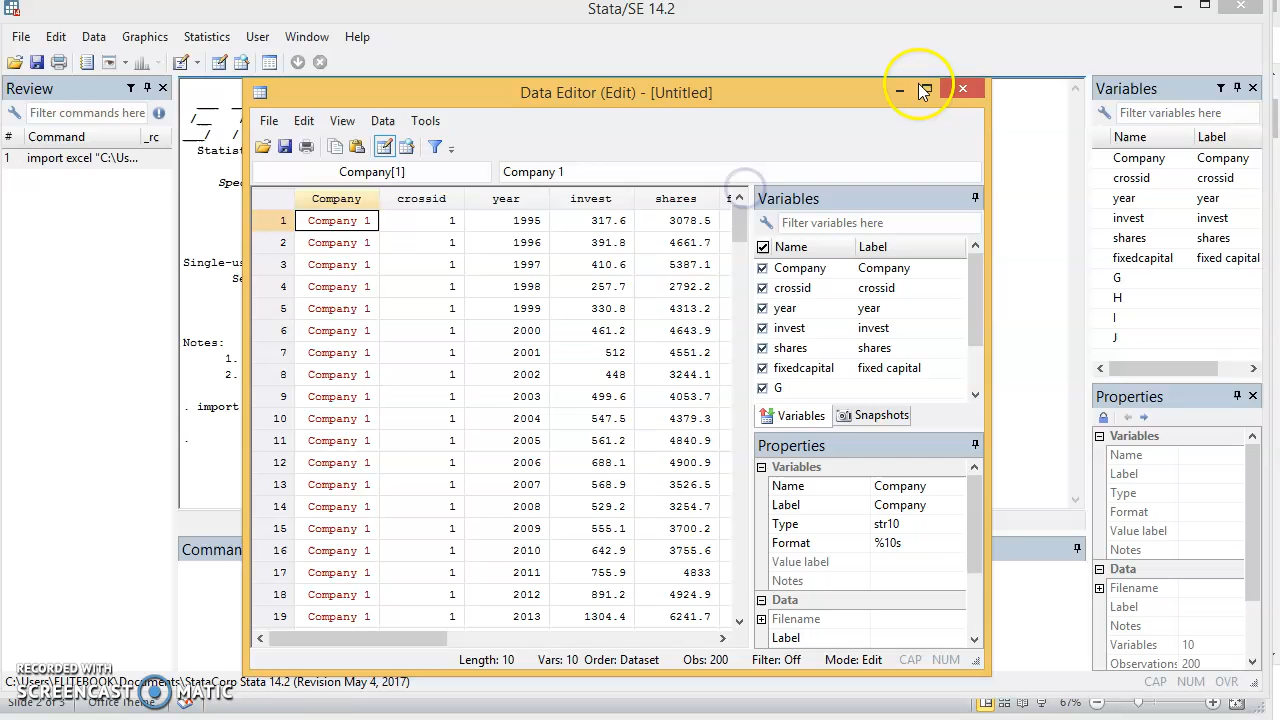 Stata/SE 14.2
File Edit Data Graphics Statistics User Window Help
Review
Filter commands here
# Command _rc
1 import excel "C:\Us...
Statis
Spec
Single-us
Se
Notes:
1.
2.
. import
.
Command
Data Editor (Edit) - [Untitled]
File Edit View Data Tools
Company[1] Company 1
Company crossid year invest shares
1 Company 1 1 1995 317.6 3078.5
2 Company 1 1 1996 391.8 4661.7
3 Company 1 1 1997 410.6 5387.1
4 Company 1 1 1998 257.7 2792.2
5 Company 1 1 1999 330.8 4313.2
6 Company 1 1 2000 461.2 4643.9
7 Company 1 1 2001 512 4551.2
8 Company 1 1 2002 448 3244.1
9 Company 1 1 2003 499.6 4053.7
10 Company 1 1 2004 547.5 4379.3
11 Company 1 1 2005 561.2 4840.9
12 Company 1 1 2006 688.1 4900.9
13 Company 1 1 2007 568.9 3526.5
14 Company 1 1 2008 529.2 3254.7
15 Company 1 1 2009 555.1 3700.2
16 Company 1 1 2010 642.9 3755.6
17 Company 1 1 2011 755.9 4833
18 Company 1 1 2012 891.2 4924.9
19 Company 1 1 2013 1304.4 6241.7
Variables
Filter variables here
Name Label
Company Company
crossid crossid
year year
invest invest
shares shares
fixedcapital fixed capital
G
Variables Snapshots
Properties
Variables
Name Company
Label Company
Type str10
Format %10s
Value label
Notes
Data
Filename
Label
Length: 10 Vars: 10 Order: Dataset Obs: 200 Filter: Off Mode: Edit CAP NUM
Variables
Filter variables here
Name Label
Company Company
crossid crossid
year year
invest invest
shares shares
fixedcapital fixed capital
G
H
I
J
Properties
Variables
Name
Label
Type
Format
Value label
Notes
Data
Filename
Label
Notes
Variables 10
Observations 200
RECORDED WITH
SCREENCAST MATIC
C:\Users\ELITEBOOK\Documents\StataCorp Stata 14.2 (Revision May 4, 2017)
CAP NUM OVR
Slide 2 of 3 Office Theme 67%